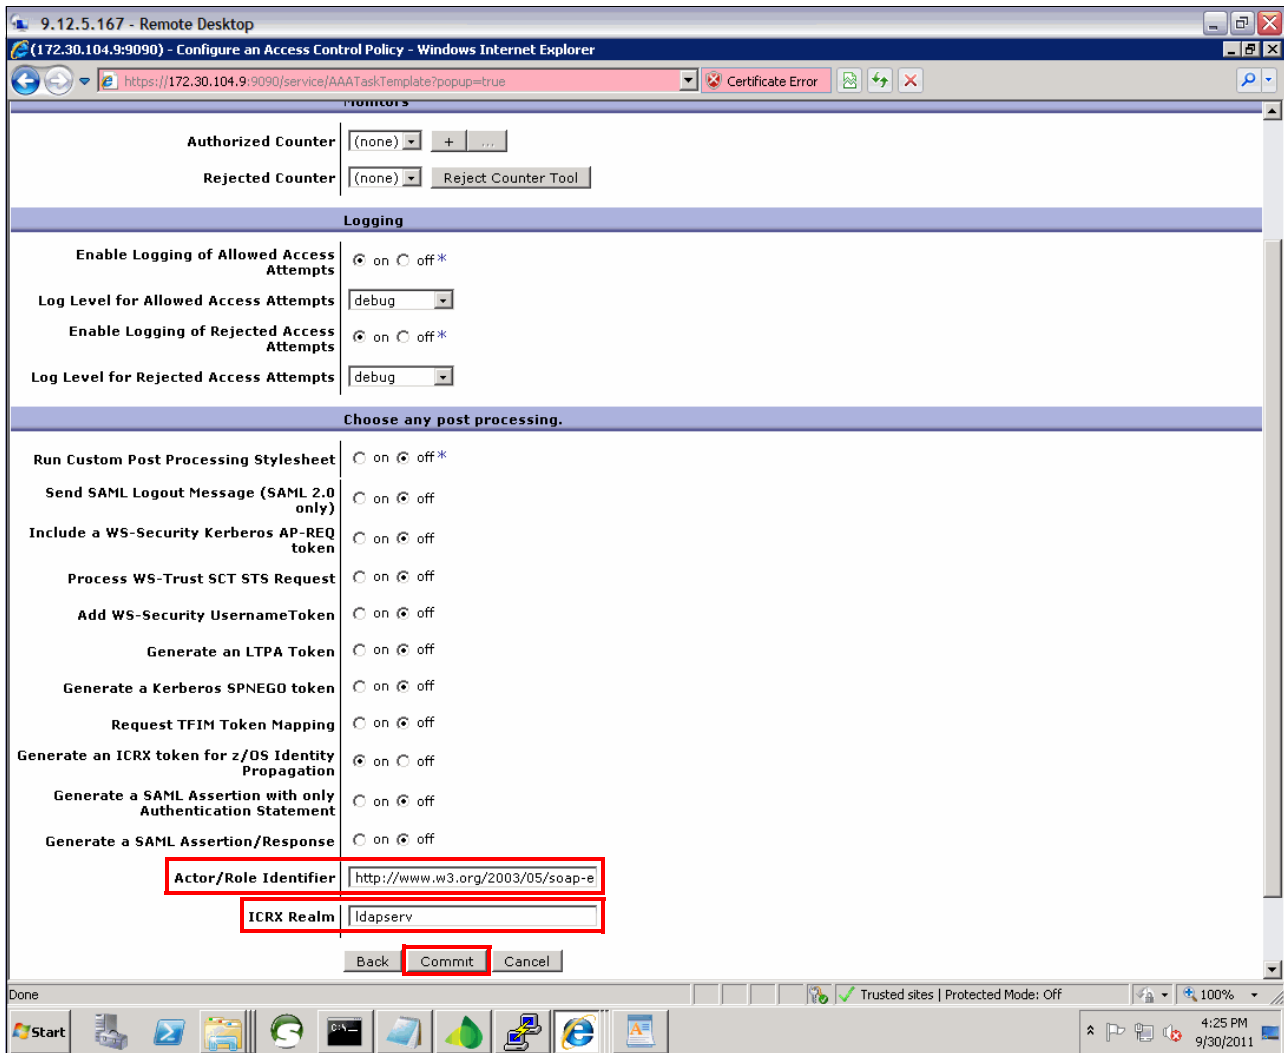 9.12.5.167 - Remote Desktop
(172.30.104.9:9090) - Configure an Access Control Policy - Windows Internet Explorer
https://172.30.104.9:9090/service/AAATaskTemplate?popup=true
Certificate Error
Monitors
Authorized Counter (none) + ...
Rejected Counter (none) Reject Counter Tool
Logging
Enable Logging of Allowed Access
Attempts
on off*
Log Level for Allowed Access Attempts debug
Enable Logging of Rejected Access
Attempts
on off*
Log Level for Rejected Access Attempts debug
Choose any post processing.
Run Custom Post Processing Stylesheet on off*
Send SAML Logout Message (SAML 2.0
only)
on off
Include a WS-Security Kerberos AP-REQ
token
on off
Process WS-Trust SCT STS Request on off
Add WS-Security UsernameToken on off
Generate an LTPA Token on off
Generate a Kerberos SPNEGO token on off
Request TFIM Token Mapping on off
Generate an ICRX token for z/OS Identity
Propagation
on off
Generate a SAML Assertion with only
Authentication Statement
on off
Generate a SAML Assertion/Response on off
Actor/Role Identifier http://www.w3.org/2003/05/soap-e
ICRX Realm ldapserv
Back Commit Cancel
Done
Trusted sites | Protected Mode: Off
100%
Start
C:\
4:25 PM
9/30/2011